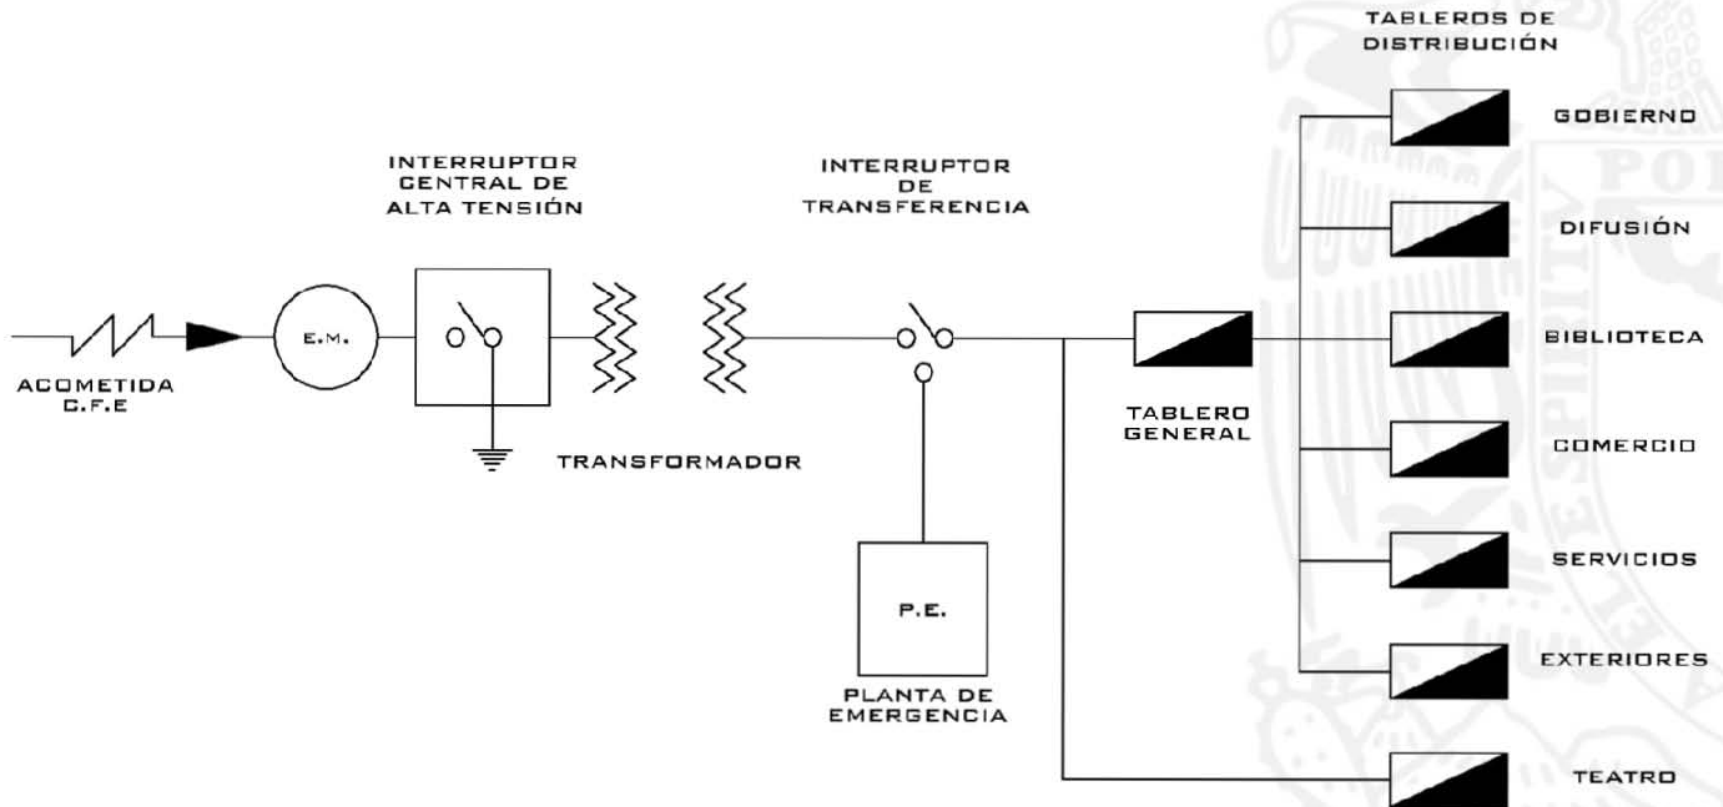 TABLEROS DE
DISTRIBUCIÓN
GOBIERNO
INTERRUPTOR
CENTRAL DE
ALTA TENSIÓN
INTERRUPTOR
DE
TRANSFERENCIA
DIFUSIÓN
E.M.
BIBLIOTECA
ACOMETIDA
C.F.E
TABLERO
GENERAL
TRANSFORMADOR
COMERCIO
SERVICIOS
P.E.
PLANTA DE
EMERGENCIA
EXTERIORES
TEATRO
ESPIRITV